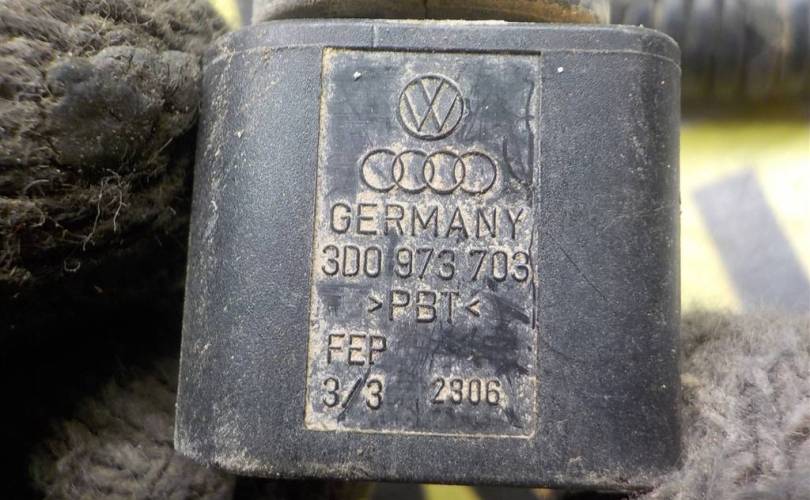 GERMANY
3D0 973 703
>PBT<
FEP
3/3 2306